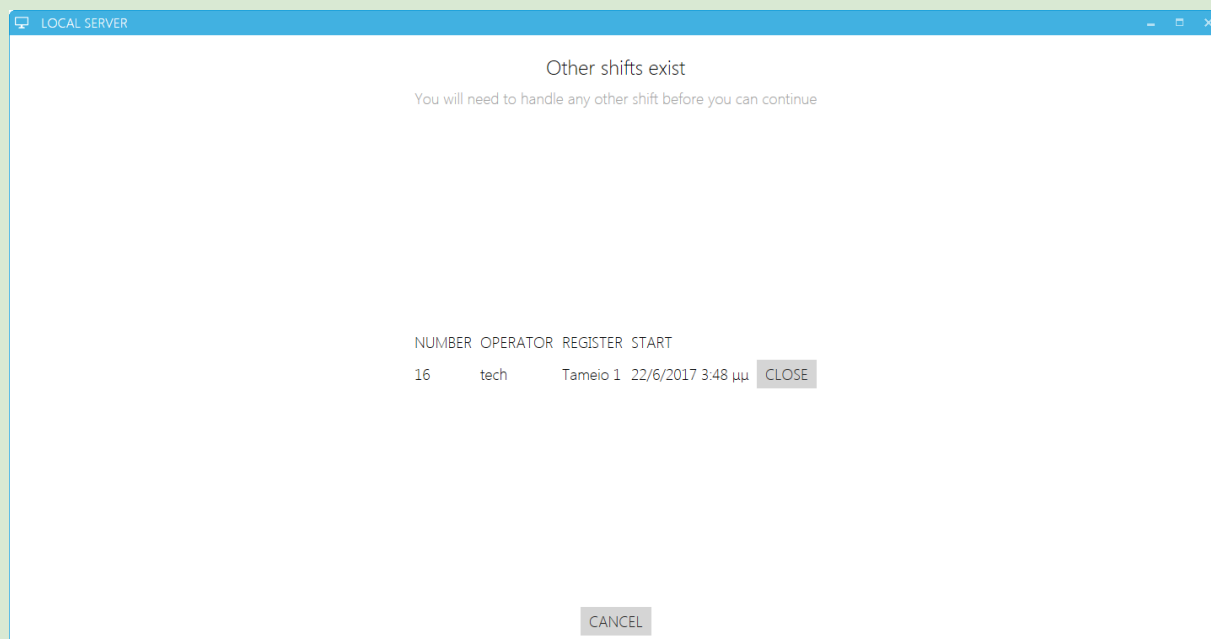 LOCAL SERVER
Other shifts exist
You will need to handle any other shift before you can continue
NUMBER OPERATOR REGISTER START
16 tech Tameio 1 22/6/2017 3:48 μμ CLOSE
CANCEL